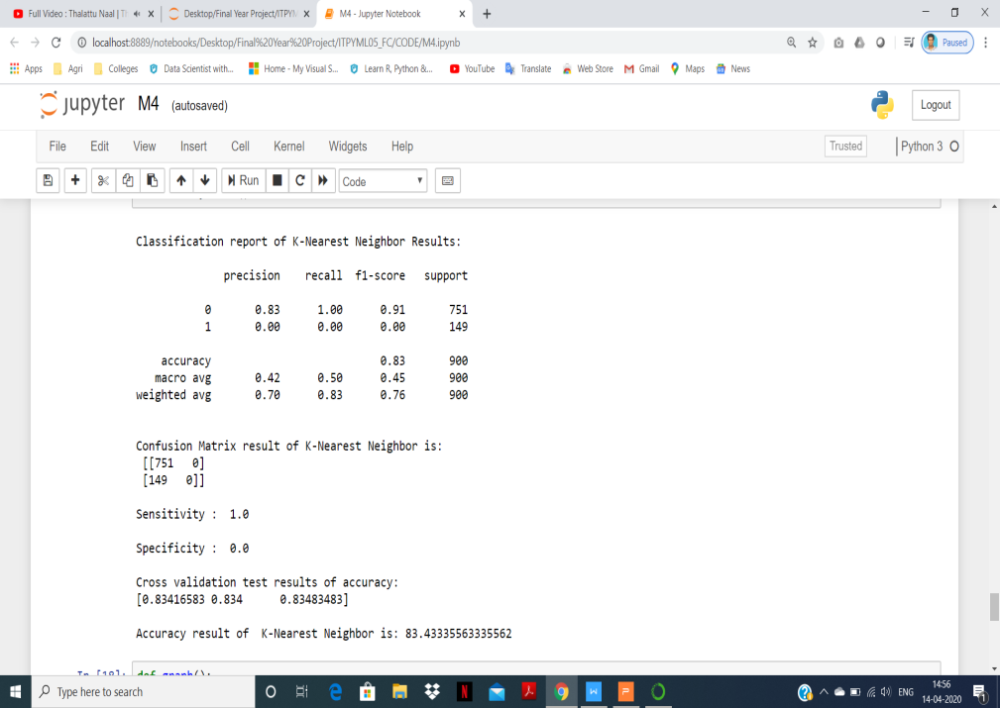 Full Video : Thalattu Naal | Th
Desktop/Final Year Project/ITPYM
M4 - Jupyter Notebook
localhost:8889/notebooks/Desktop/Final%20Year%20Project/ITPYML05_FC/CODE/M4.ipynb
Paused
Apps Agri Colleges Data Scientist with... Home - My Visual S... Learn R, Python &... YouTube Translate Web Store Gmail Maps News
jupyter M4 (autosaved)
Logout
File Edit View Insert Cell Kernel Widgets Help
Trusted
Python 3
Run
Code
Classification report of K-Nearest Neighbor Results:
precision recall f1-score support
0 0.83 1.00 0.91 751
1 0.00 0.00 0.00 149
accuracy 0.83 900
macro avg 0.42 0.50 0.45 900
weighted avg 0.70 0.83 0.76 900
Confusion Matrix result of K-Nearest Neighbor is:
[[751 0]
[149 0]]
Sensitivity : 1.0
Specificity : 0.0
Cross validation test results of accuracy:
[0.83416583 0.834 0.83483483]
Accuracy result of K-Nearest Neighbor is: 83.43335563335562
In [18]: def graph():
Type here to search
ENG
14:56
14-04-2020
1